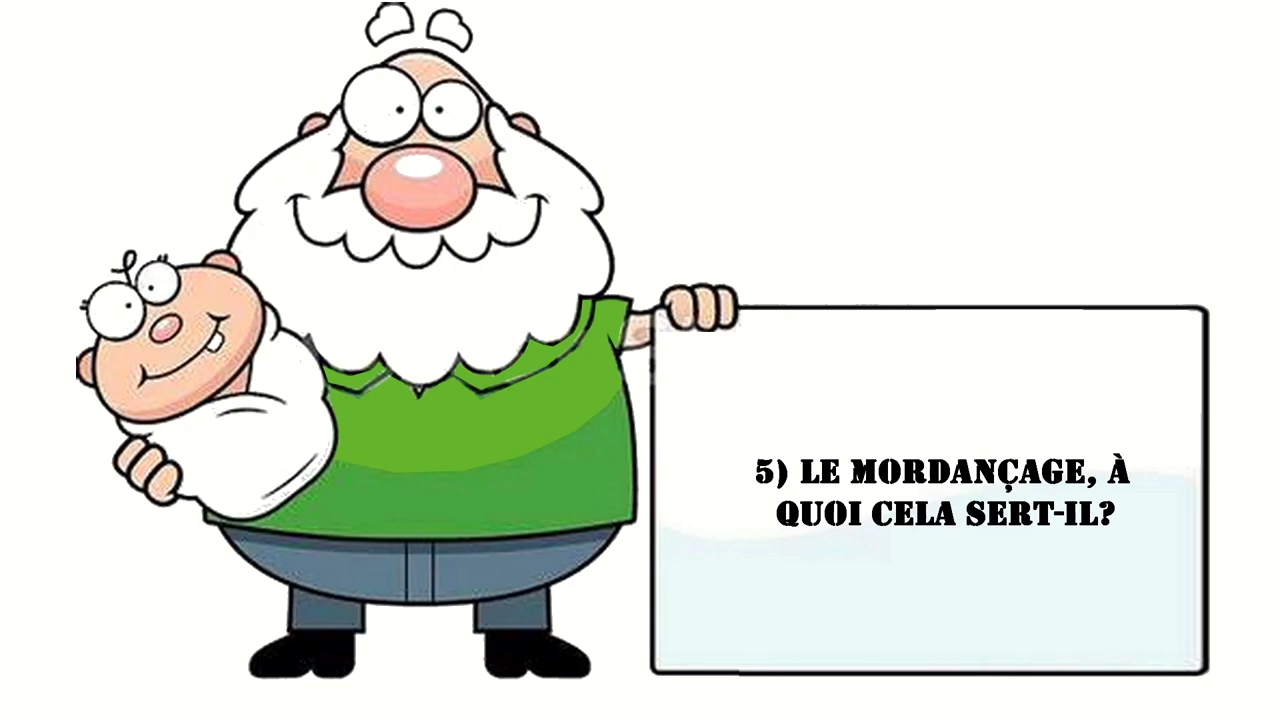 5) LE MORDANÇAGE, À
QUOI CELA SERT-IL?